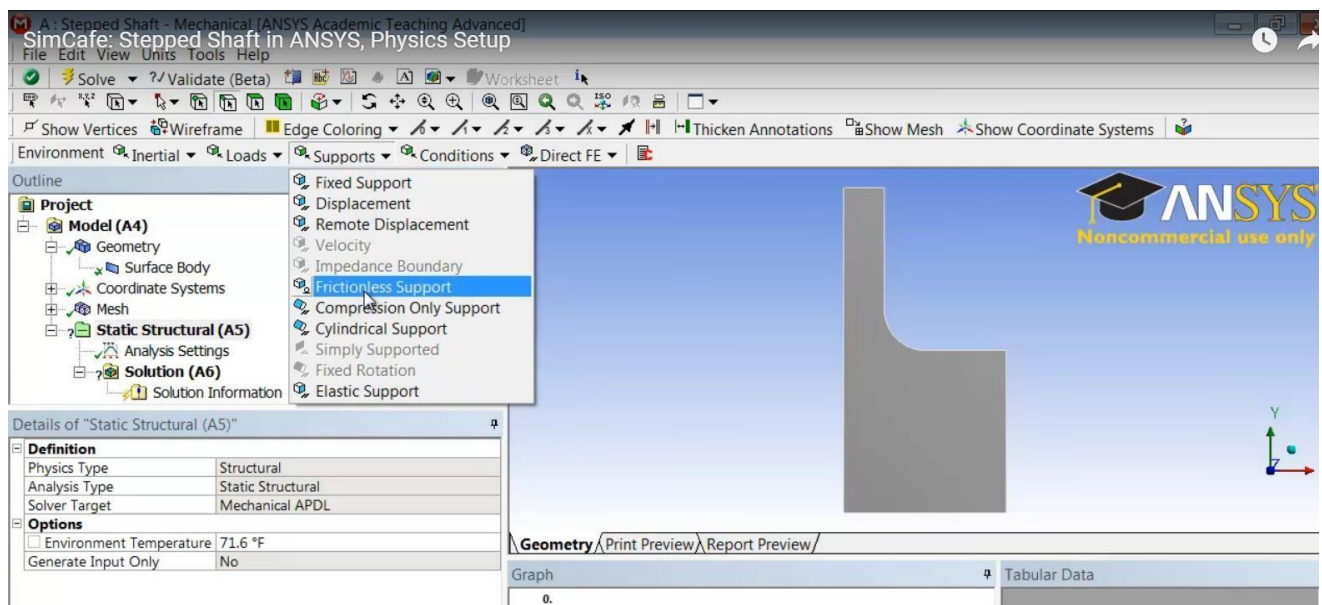 A : Stepped Shaft - Mechanical [ANSYS Academic Teaching Advanced]
SimCafe: Stepped Shaft in ANSYS, Physics Setup
File Edit View Units Tools Help
Solve ?✓ Validate (Beta) Worksheet
Show Vertices Wireframe Edge Coloring Thicken Annotations Show Mesh Show Coordinate Systems
Environment Inertial Loads Supports Conditions Direct FE
Outline
Project
Model (A4)
Geometry
Surface Body
Coordinate Systems
Mesh
Static Structural (A5)
Analysis Settings
Solution (A6)
Solution Information
Fixed Support
Displacement
Remote Displacement
Velocity
Impedance Boundary
Frictionless Support
Compression Only Support
Cylindrical Support
Simply Supported
Fixed Rotation
Elastic Support
ANSYS
Noncommercial use only
Y
Z
Details of "Static Structural (A5)"
Definition
Physics Type Structural
Analysis Type Static Structural
Solver Target Mechanical APDL
Options
Environment Temperature 71.6 °F
Generate Input Only No
Geometry Print Preview Report Preview
Graph
0.
Tabular Data